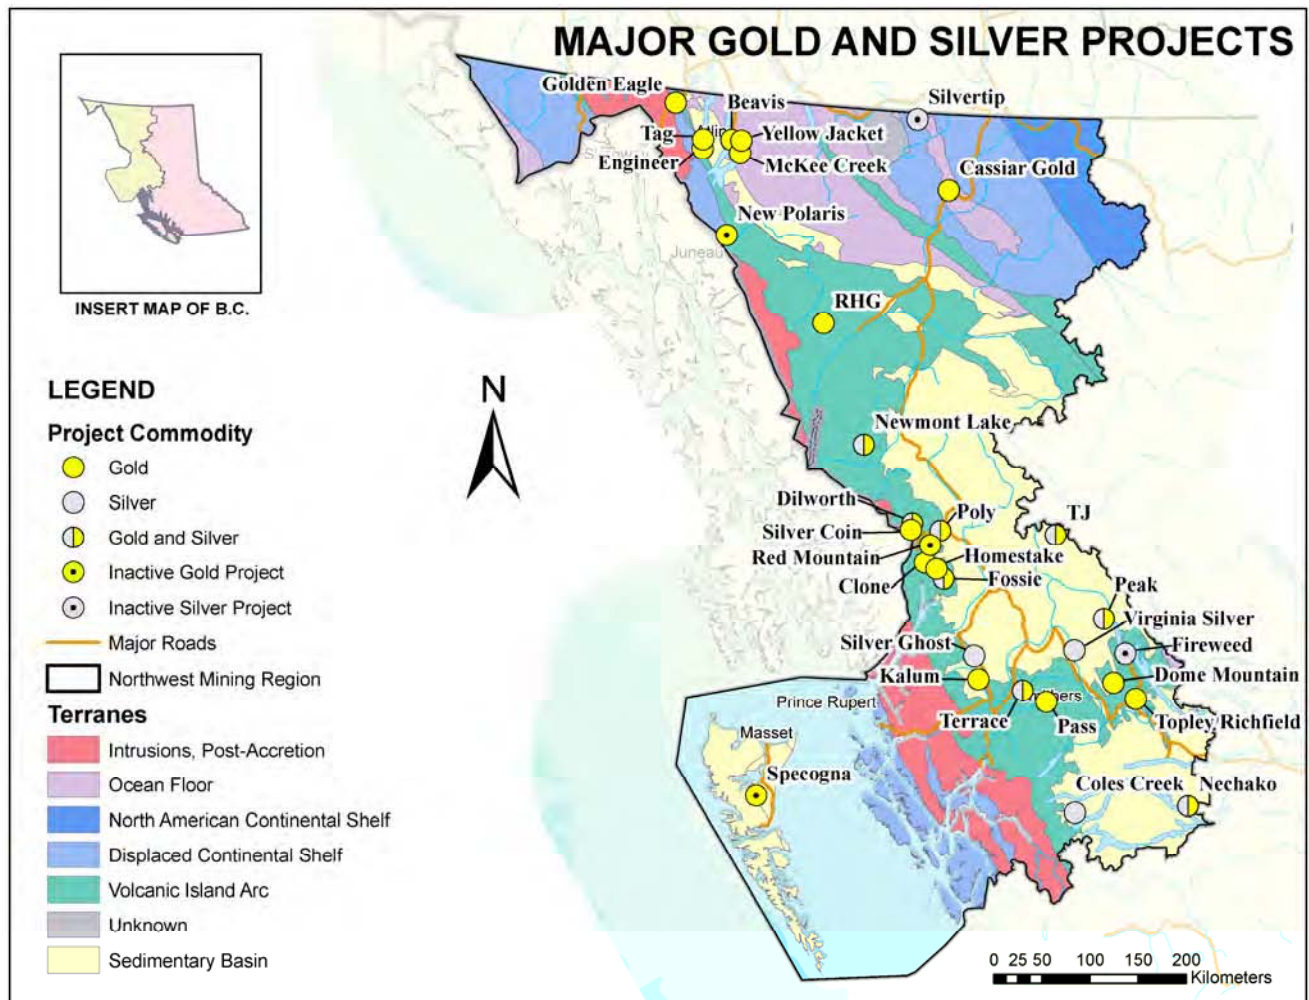 MAJOR GOLD AND SILVER PROJECTS
INSERT MAP OF B.C.
LEGEND
Project Commodity
Gold
Silver
Gold and Silver
Inactive Gold Project
Inactive Silver Project
Major Roads
Northwest Mining Region
Terranes
Intrusions, Post-Accretion
Ocean Floor
North American Continental Shelf
Displaced Continental Shelf
Volcanic Island Arc
Unknown
Sedimentary Basin
N
Golden Eagle
Beavis
Silvertip
Tag
Yellow Jacket
Engineer
McKee Creek
Cassiar Gold
New Polaris
Juneau
RHG
Newmont Lake
Dilworth
Poly
TJ
Silver Coin
Red Mountain
Homestake
Clone
Fossie
Peak
Virginia Silver
Silver Ghost
Fireweed
Kalum
Dome Mountain
Prince Rupert
Terrace
Pass
Topley Richfield
Masset
Specogna
Coles Creek
Nechako
0 25 50 100 150 200
Kilometers